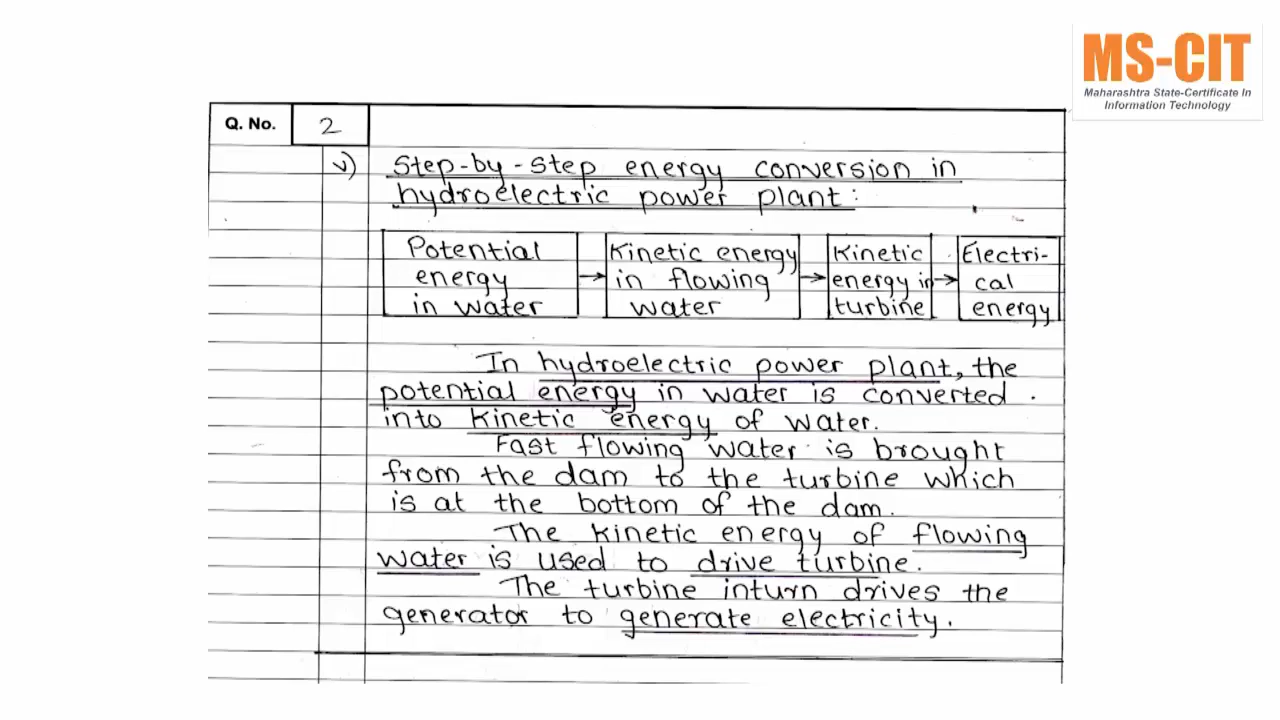 MS-CIT
Maharashtra State-Certificate In
Information Technology
Q. No. 2
v) Step-by-step energy conversion in
hydroelectric power plant:
Potential
energy
in water
Kinetic energy
in flowing
water
Kinetic
energy in
turbine
Electri-
cal
energy
In hydroelectric power plant, the
potential energy in water is converted
into kinetic energy of water.
Fast flowing water is brought
from the dam to the turbine which
is at the bottom of the dam.
The kinetic energy of flowing
water is used to drive turbine.
The turbine inturn drives the
generator to generate electricity.